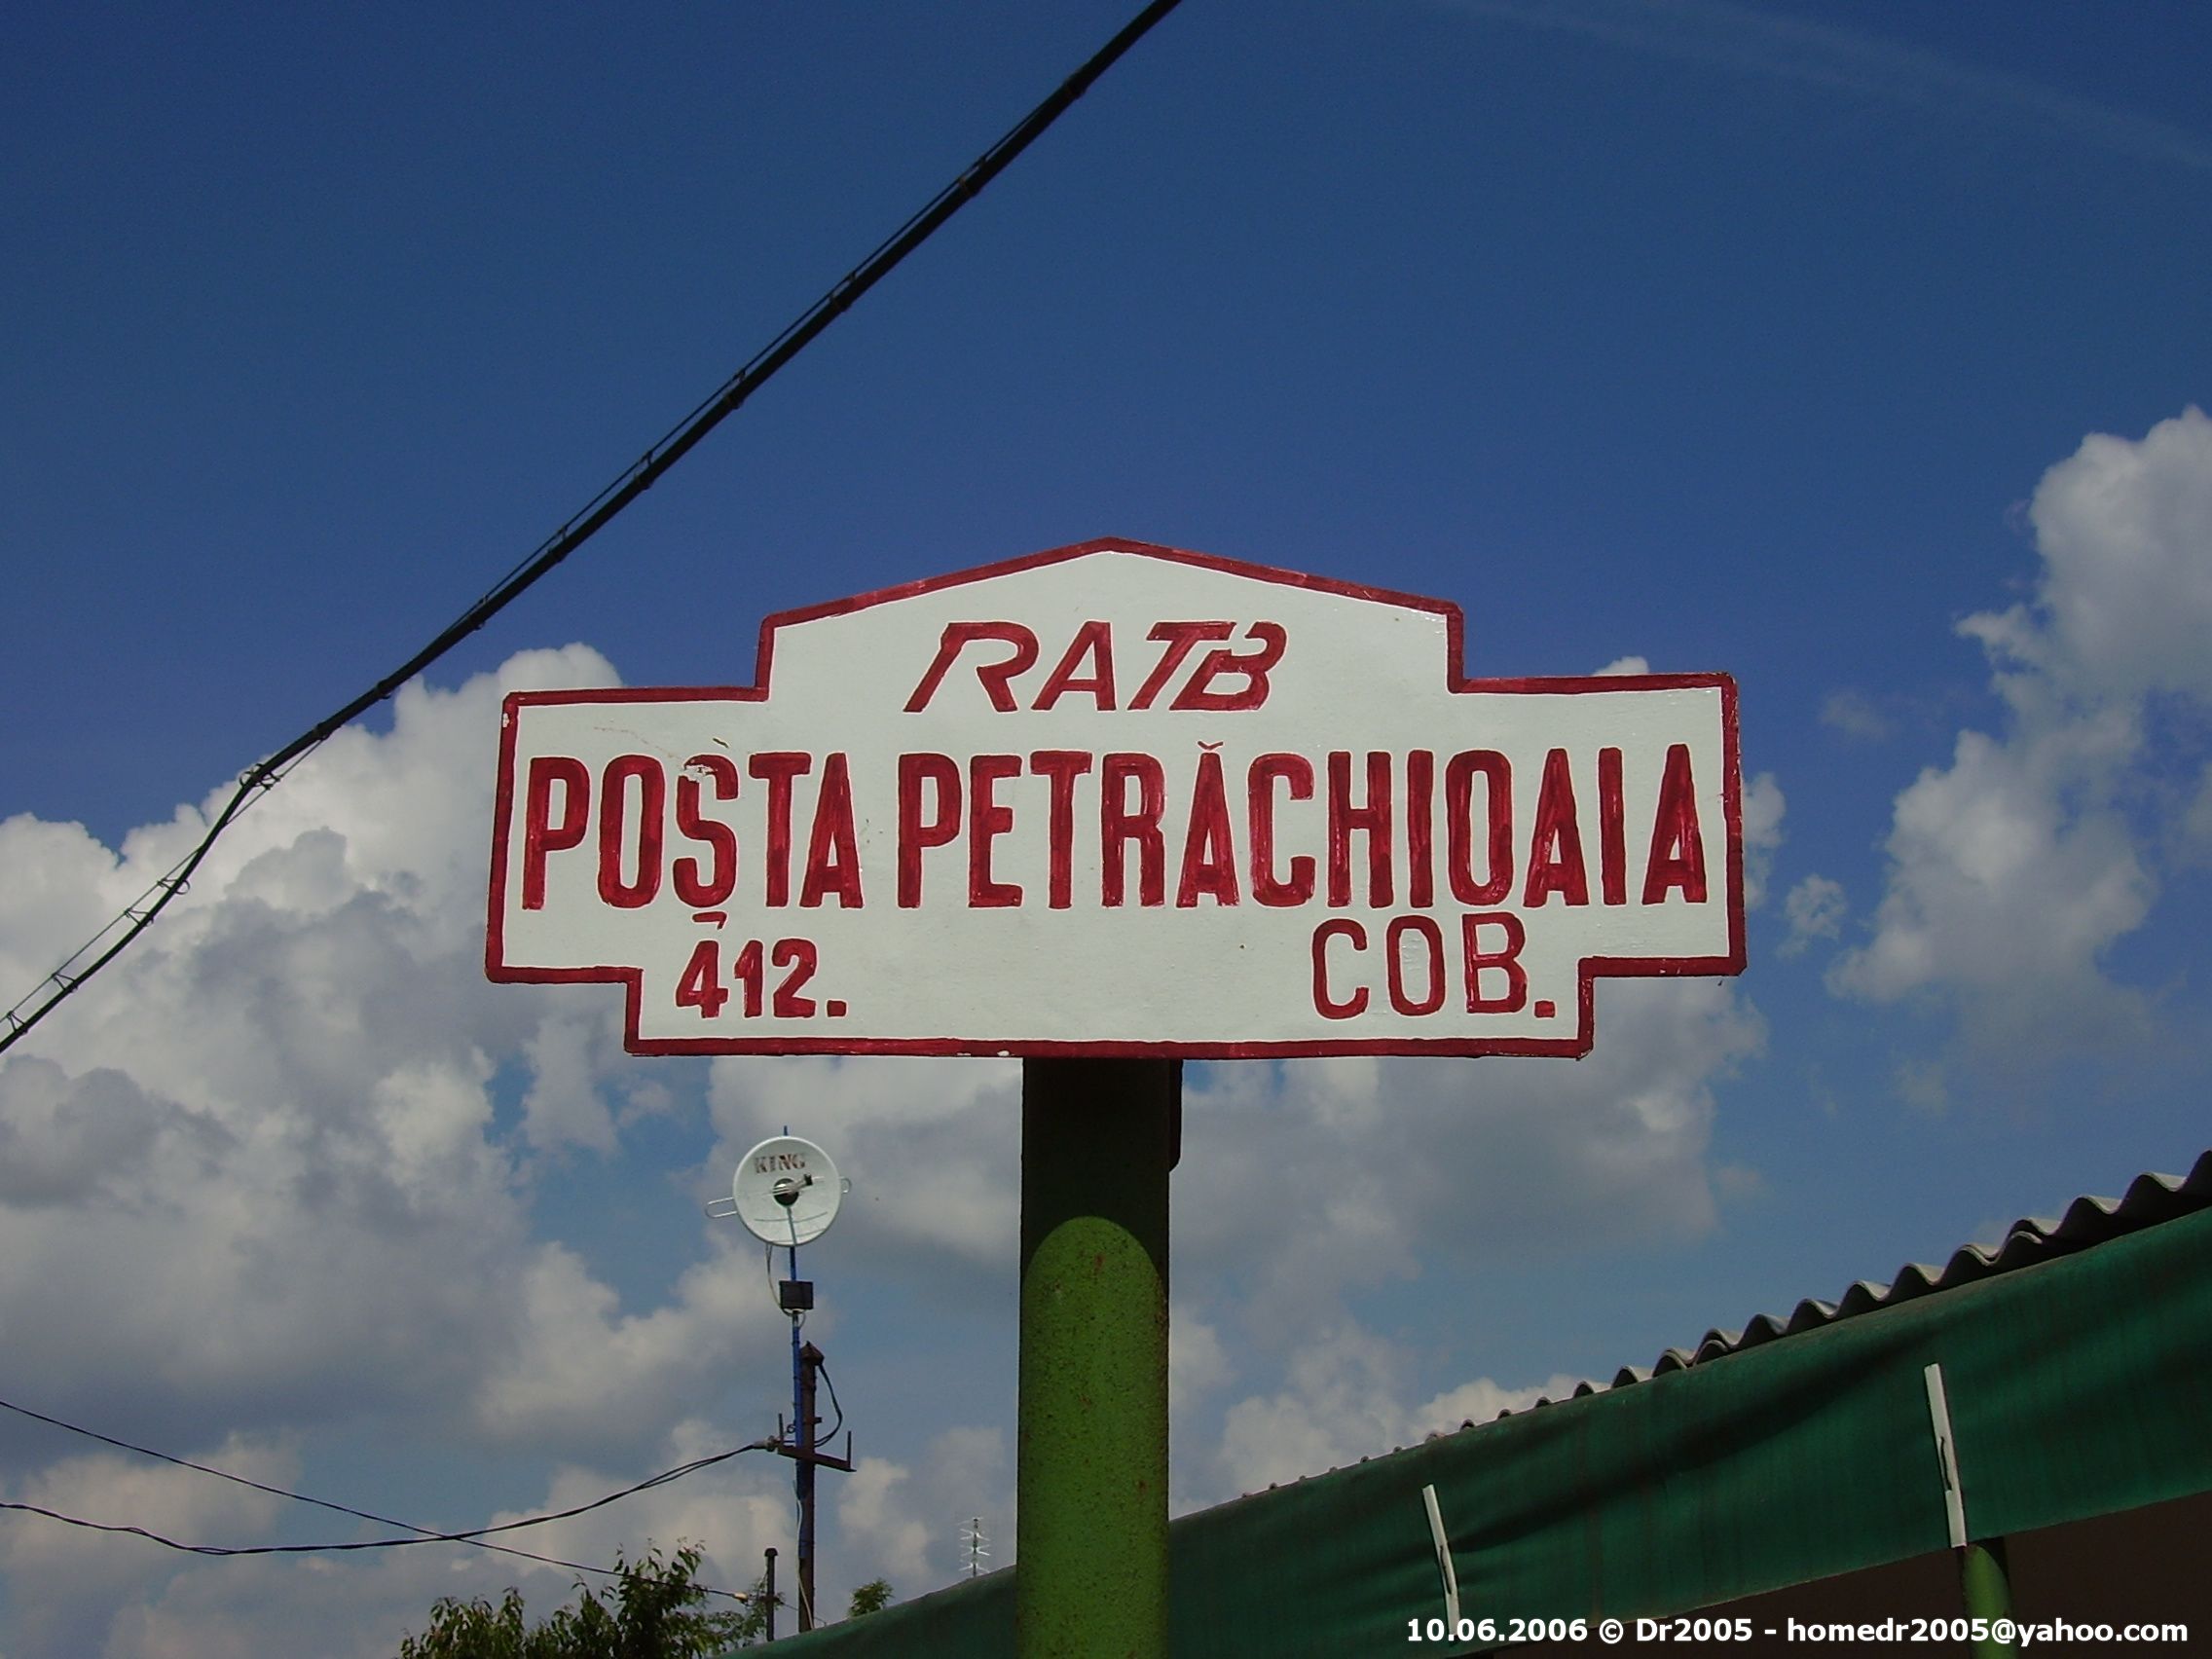 RATB
POȘTA PETRĂCHIOAIA
412. COB.
KING
10.06.2006 © Dr2005 - homedr2005@yahoo.com